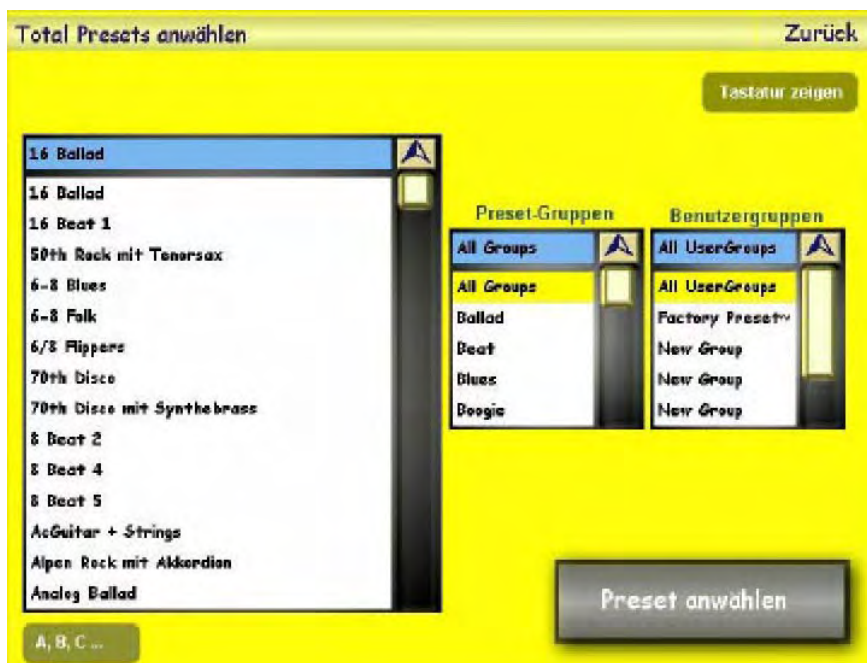 Total Presets anwählen
Zurück
Tastatur zeigen
16 Ballad
16 Ballad
16 Beat 1
50th Rock mit Tenorsax
6-8 Blues
6-8 Folk
6/8 Flippers
70th Disco
70th Disco mit Synthebrass
8 Beat 2
8 Beat 4
8 Beat 5
AcGuitar + Strings
Alpen Rock mit Akkordion
Analog Ballad
A, B, C ...
Preset-Gruppen
All Groups
All Groups
Ballad
Beat
Blues
Boogie
Benutzergruppen
All UserGroups
All UserGroups
Factory Preset~
New Group
New Group
New Group
Preset anwählen